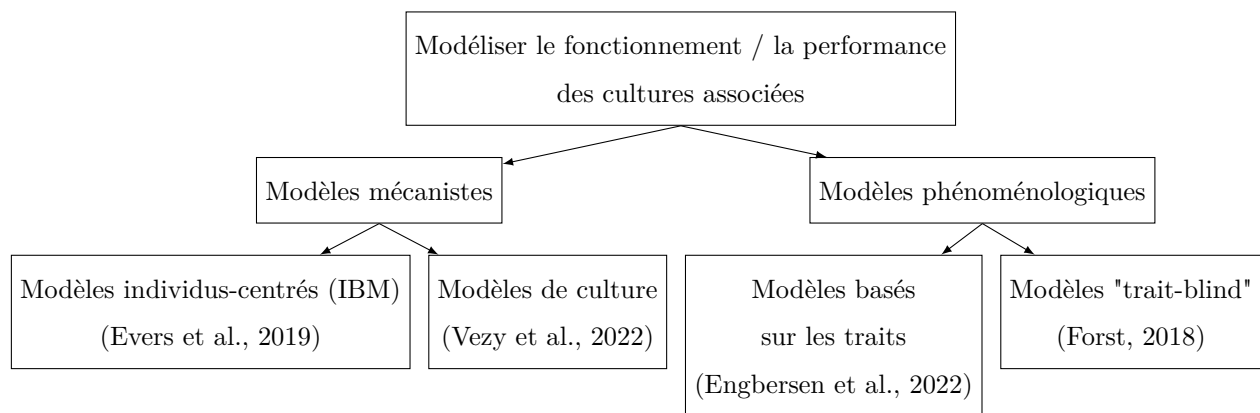 Modéliser le fonctionnement / la performance
des cultures associées
Modèles mécanistes
Modèles phénoménologiques
Modèles individus-centrés (IBM)
(Evers et al., 2019)
Modèles de culture
(Vezy et al., 2022)
Modèles basés
sur les traits
(Engbersen et al., 2022)
Modèles "trait-blind"
(Forst, 2018)